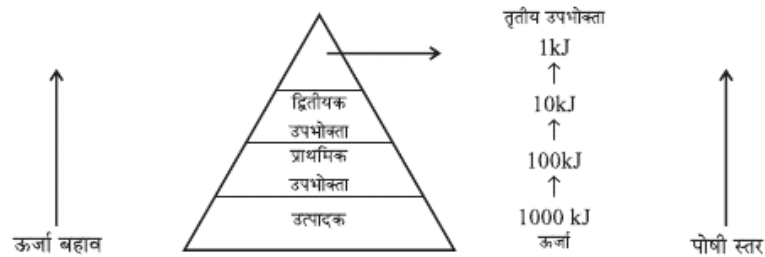 तृतीय उपभोक्ता
1kJ
↑
द्वितीयक
10kJ
उपभोक्ता
↑
प्राथमिक
100kJ
उपभोक्ता
↑
उत्पादक
1000 kJ
ऊर्जा बहाव
ऊर्जा
पोषी स्तर